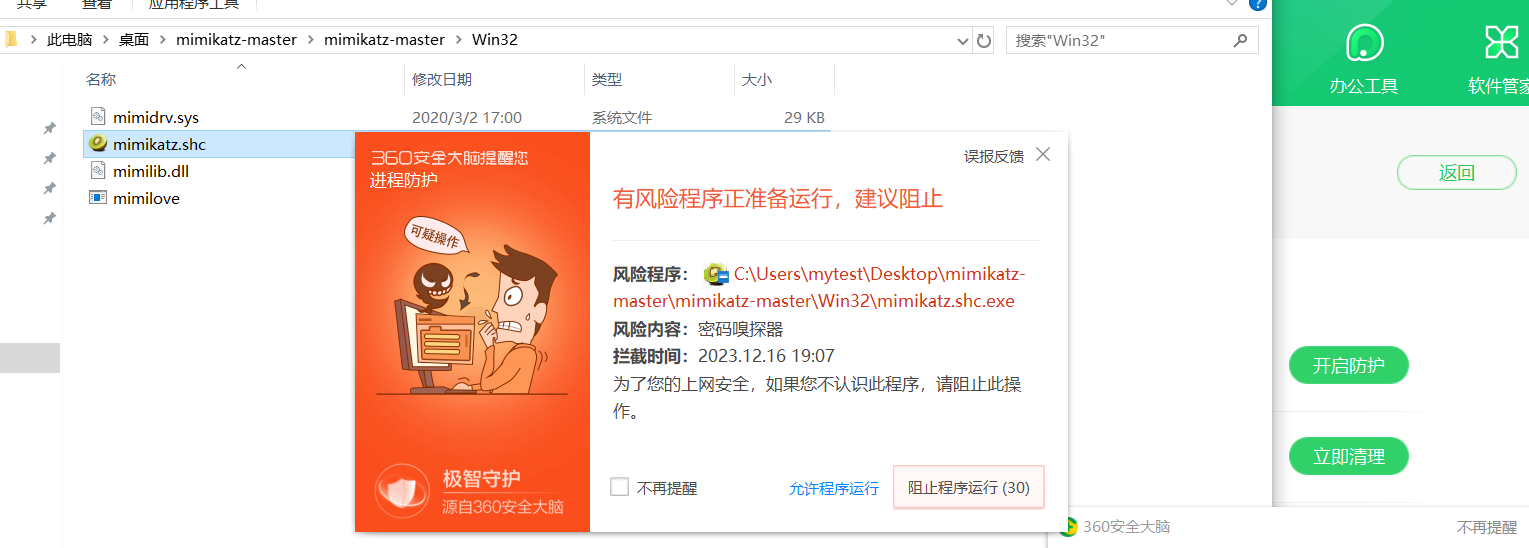 共享 查看 应用程序工具
此电脑 桌面 mimikatz-master mimikatz-master Win32
搜索"Win32"
办公工具
软件管家
名称 修改日期 类型 大小
mimidrv.sys 2020/3/2 17:00 系统文件 29 KB
mimikatz.shc
mimilib.dll
mimilove
360安全大脑提醒您
进程防护
误报反馈
可疑操作
有风险程序正准备运行，建议阻止
风险程序： C:\Users\mytest\Desktop\mimikatz-
master\mimikatz-master\Win32\mimikatz.shc.exe
风险内容：密码嗅探器
拦截时间：2023.12.16 19:07
为了您的上网安全，如果您不认识此程序，请阻止此操
作。
极智守护
源自360安全大脑
不再提醒 允许程序运行 阻止程序运行 (30)
返回
开启防护
立即清理
360安全大脑 不再提醒